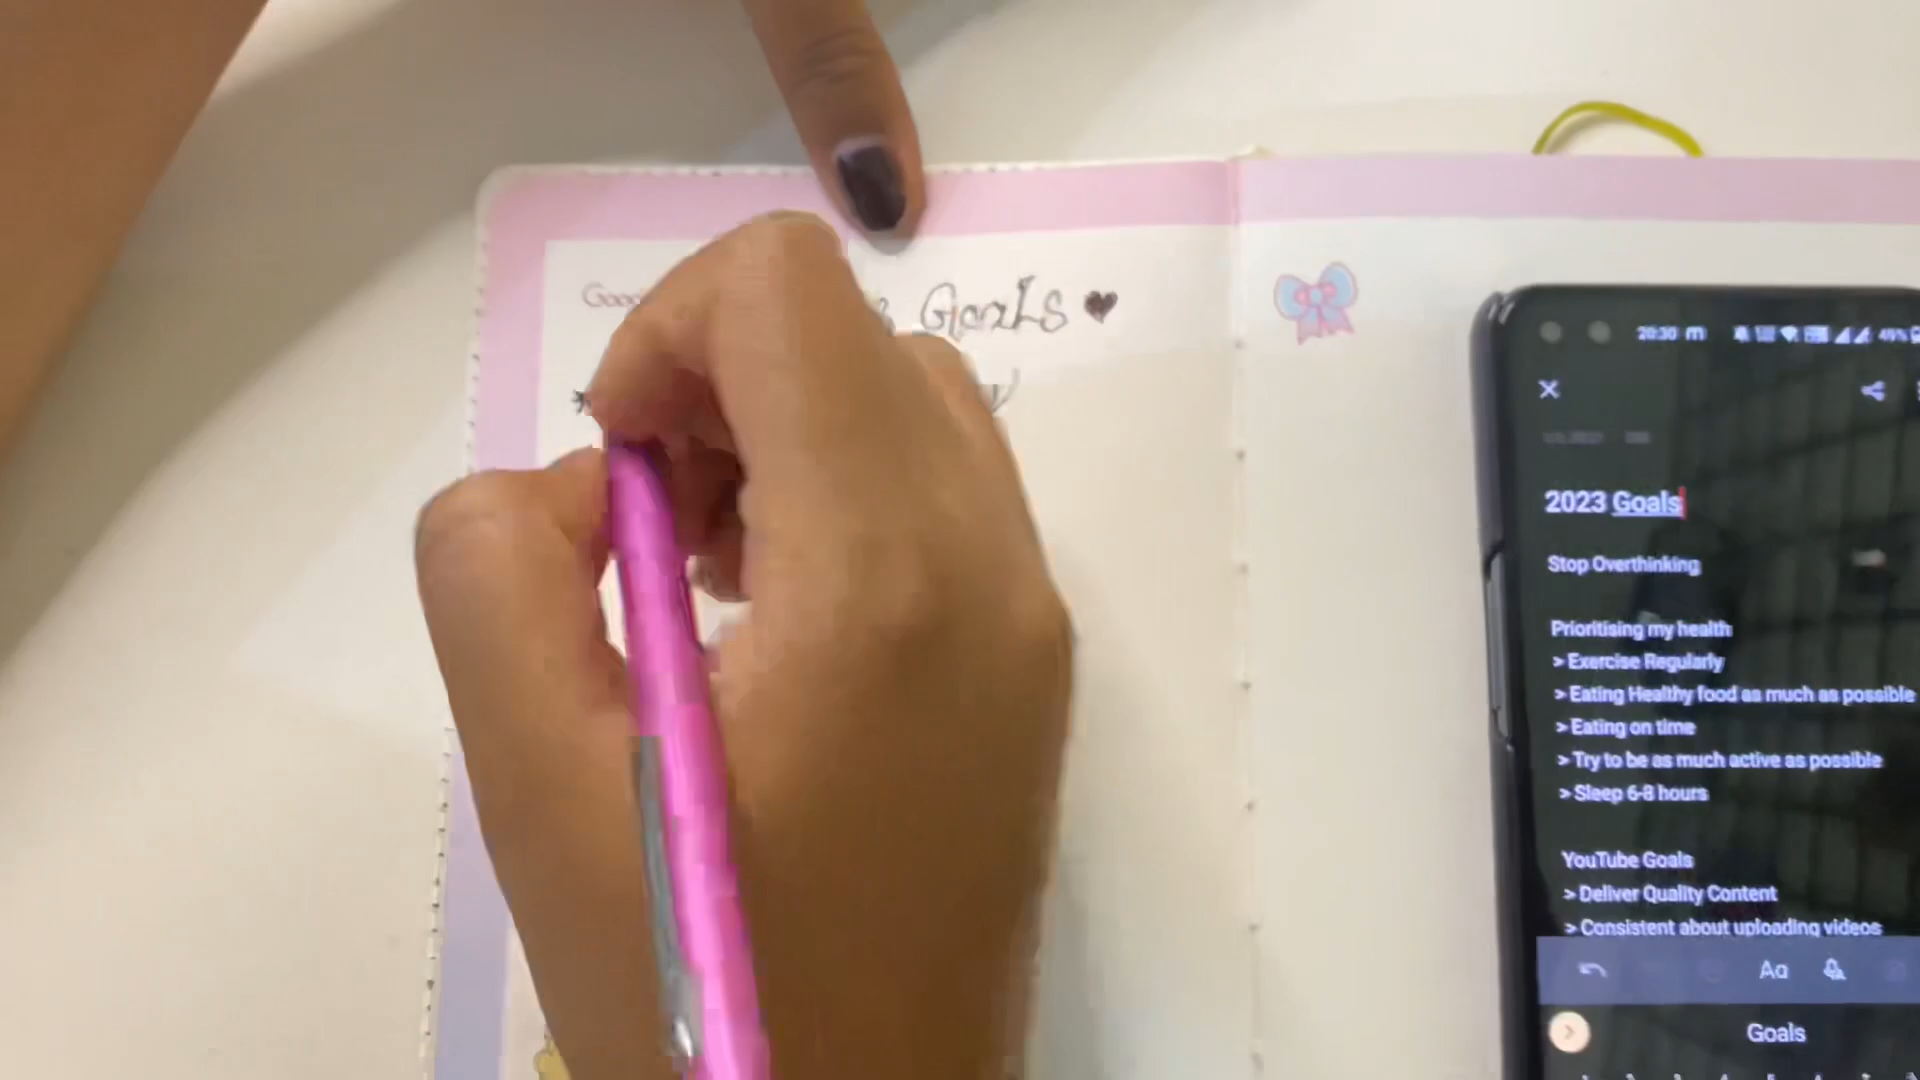 Good
Goals ♥
20:30 m 49%
2023 Goals
Stop Overthinking
Prioritising my health
> Exercise Regularly
> Eating Healthy food as much as possible
> Eating on time
> Try to be as much active as possible
> Sleep 6-8 hours
YouTube Goals
> Deliver Quality Content
> Consistent about uploading videos
Aa
Goals